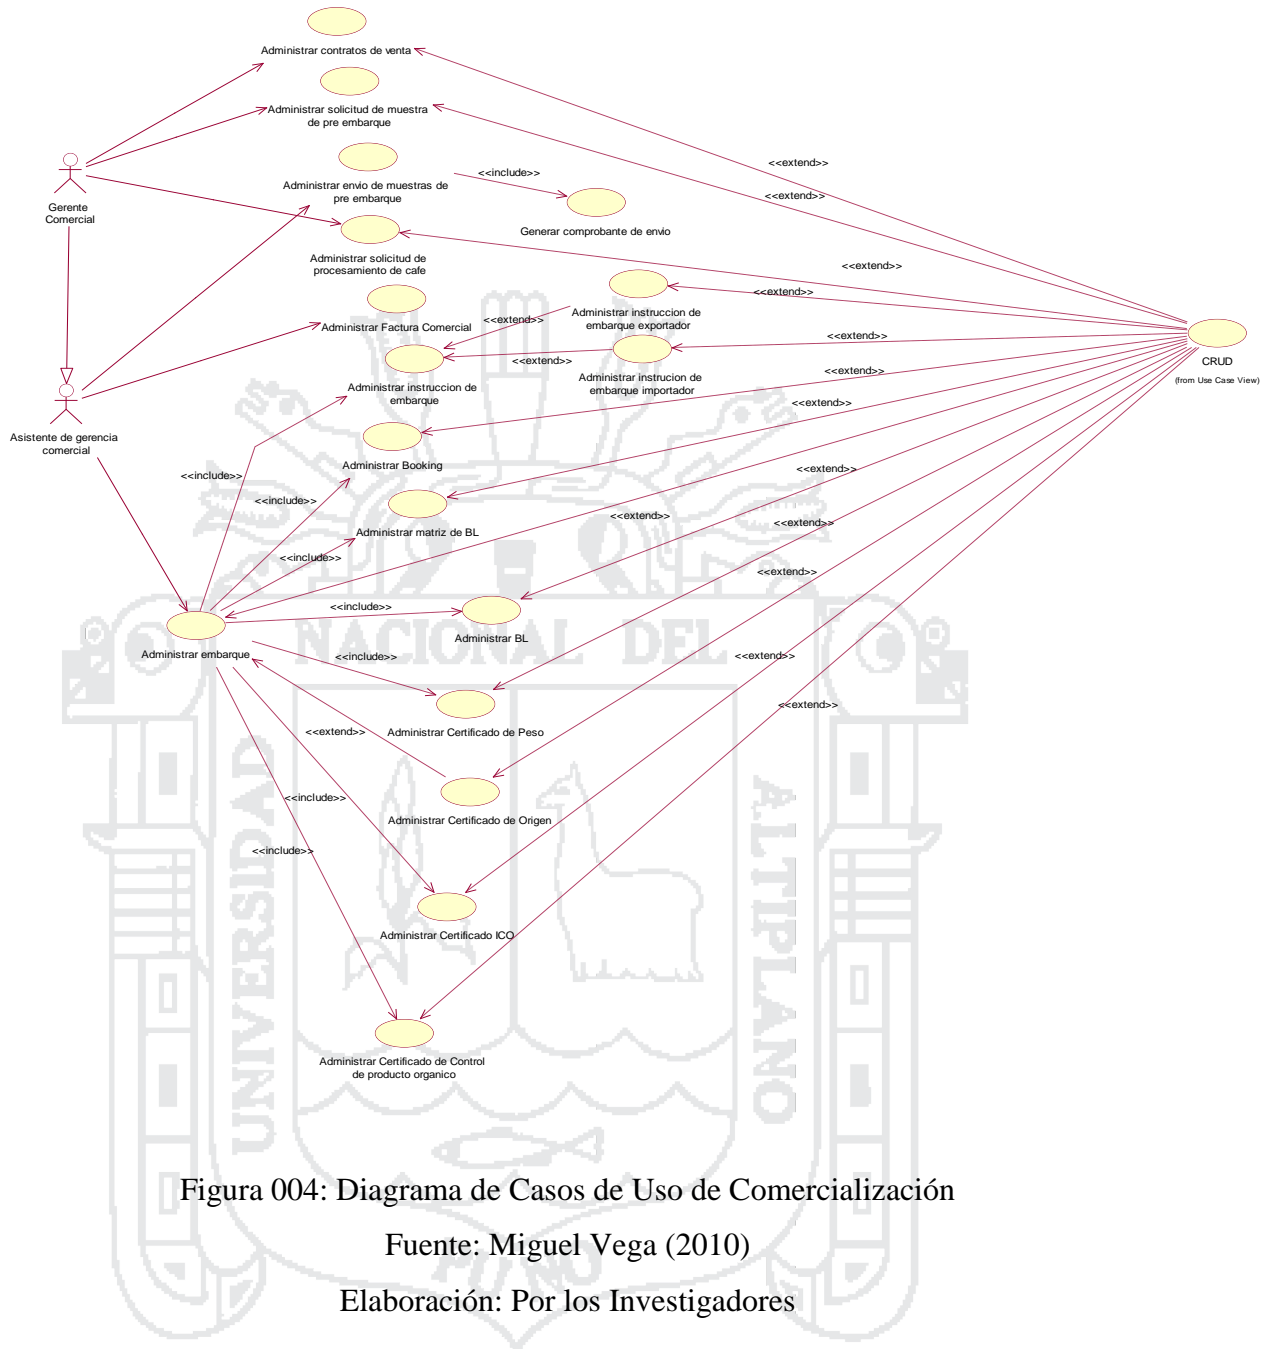 Administrar contratos de venta
Administrar solicitud de muestra
de pre embarque
<<extend>>
<<extend>>
Gerente
Comercial
Administrar envio de muestras de
pre embarque
<<include>>
Generar comprobante de envio
Administrar solicitud de
procesamiento de cafe
<<extend>>
<<extend>>
Administrar Factura Comercial
<<extend>>
Administrar instruccion de
embarque exportador
<<extend>>
<<extend>>
Administrar instruccion de
embarque
Administrar instrucion de
embarque importador
CRUD
(from Use Case View)
<<extend>>
<<extend>>
Asistente de gerencia
comercial
Administrar Booking
<<include>>
<<include>>
<<extend>>
Administrar matriz de BL
<<extend>>
<<extend>>
<<include>>
<<extend>>
<<include>>
Administrar BL
Administrar embarque
<<include>>
<<extend>>
<<extend>>
Administrar Certificado de Peso
<<extend>>
<<include>>
Administrar Certificado de Origen
<<include>>
Administrar Certificado ICO
Administrar Certificado de Control
de producto organico
UNIVERSIDAD
NACIONAL DEL
ALTIPLANO
PUNO
Figura 004: Diagrama de Casos de Uso de Comercialización
Fuente: Miguel Vega (2010)
Elaboración: Por los Investigadores